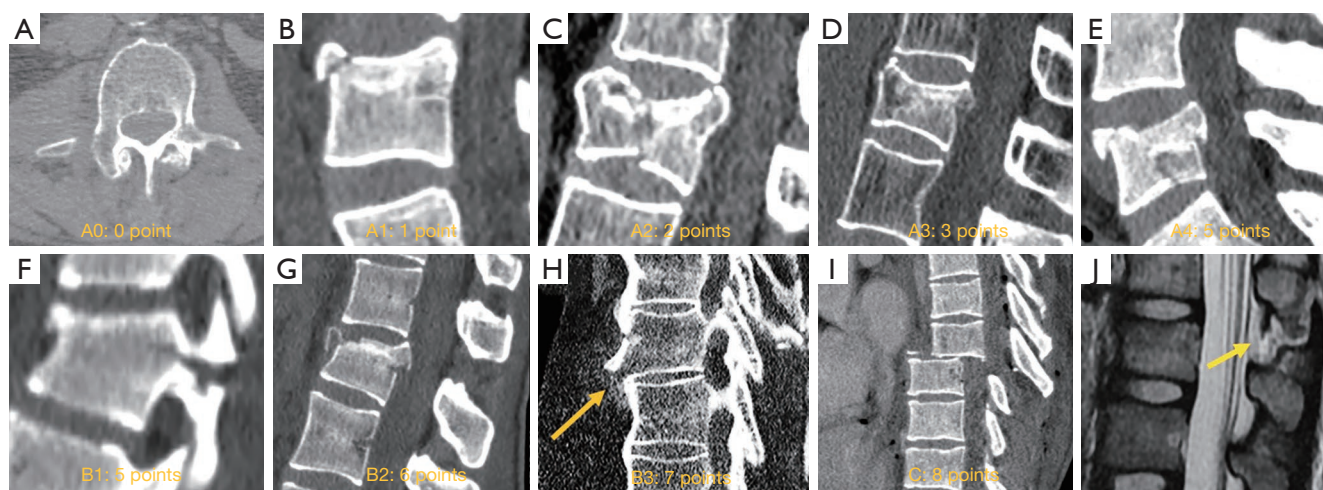 A
A0: 0 point
B
A1: 1 point
C
A2: 2 points
D
A3: 3 points
E
A4: 5 points
F
B1: 5 points
G
B2: 6 points
H
B3: 7 points
I
C: 8 points
J